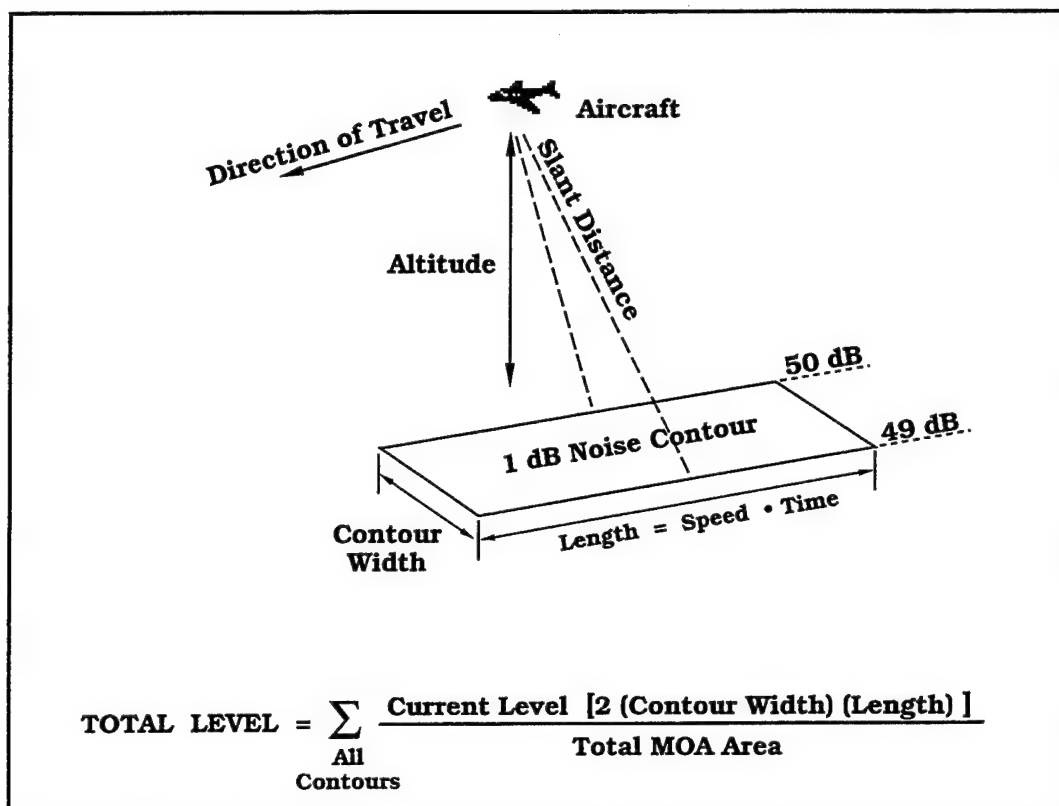 Aircraft
Direction of Travel
Slant Distance
Altitude
50 dB
49 dB
1 dB Noise Contour
Contour
Width
Length = Speed • Time
TOTAL LEVEL = ∑ Current Level [2 (Contour Width) (Length) ]
All
Contours
Total MOA Area